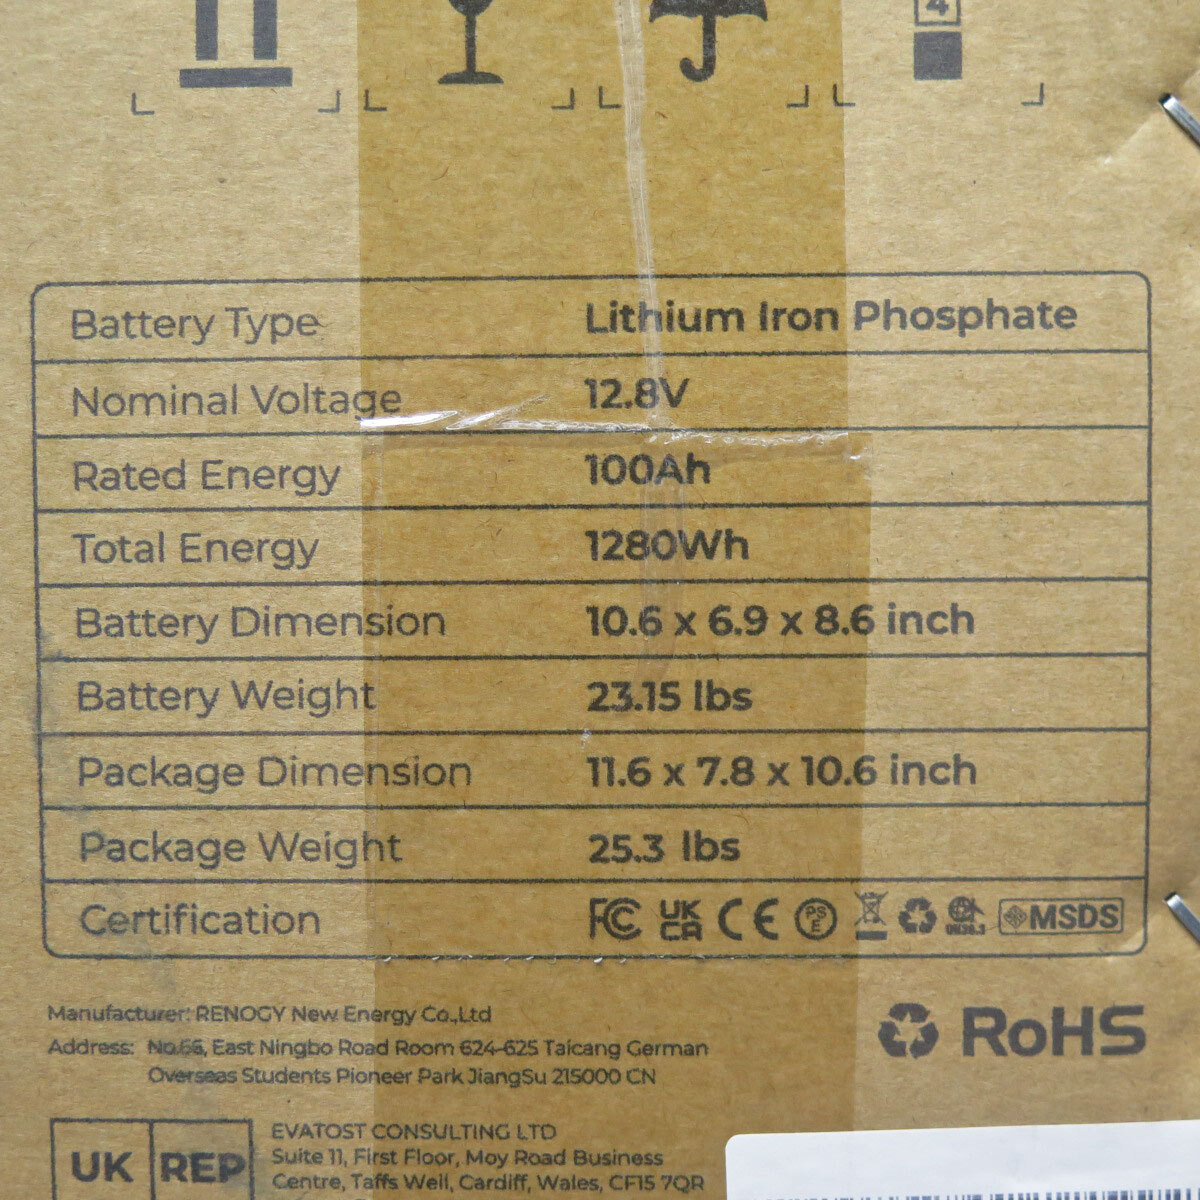 4
Battery Type Lithium Iron Phosphate
Nominal Voltage 12.8V
Rated Energy 100Ah
Total Energy 1280Wh
Battery Dimension 10.6 x 6.9 x 8.6 inch
Battery Weight 23.15 lbs
Package Dimension 11.6 x 7.8 x 10.6 inch
Package Weight 25.3 lbs
Certification FC UK CA CE PS E UN38.3 MSDS
Manufacturer: RENOGY New Energy Co.,Ltd
RoHS
Address: No.66, East Ningbo Road Room 624-625 Taicang German
Overseas Students Pioneer Park JiangSu 215000 CN
UK REP
EVATOST CONSULTING LTD
Suite 11, First Floor, Moy Road Business
Centre, Taffs Well, Cardiff, Wales, CF15 7QR